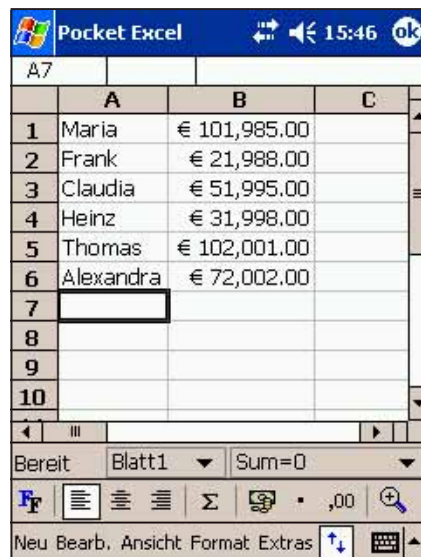 Pocket Excel 15:46 ok
A7
A B C
1 Maria € 101,985.00
2 Frank € 21,988.00
3 Claudia € 51,995.00
4 Heinz € 31,998.00
5 Thomas € 102,001.00
6 Alexandra € 72,002.00
7
8
9
10
Bereit Blatt1 Sum=0
FF Σ ,00
Neu Bearb. Ansicht Format Extras